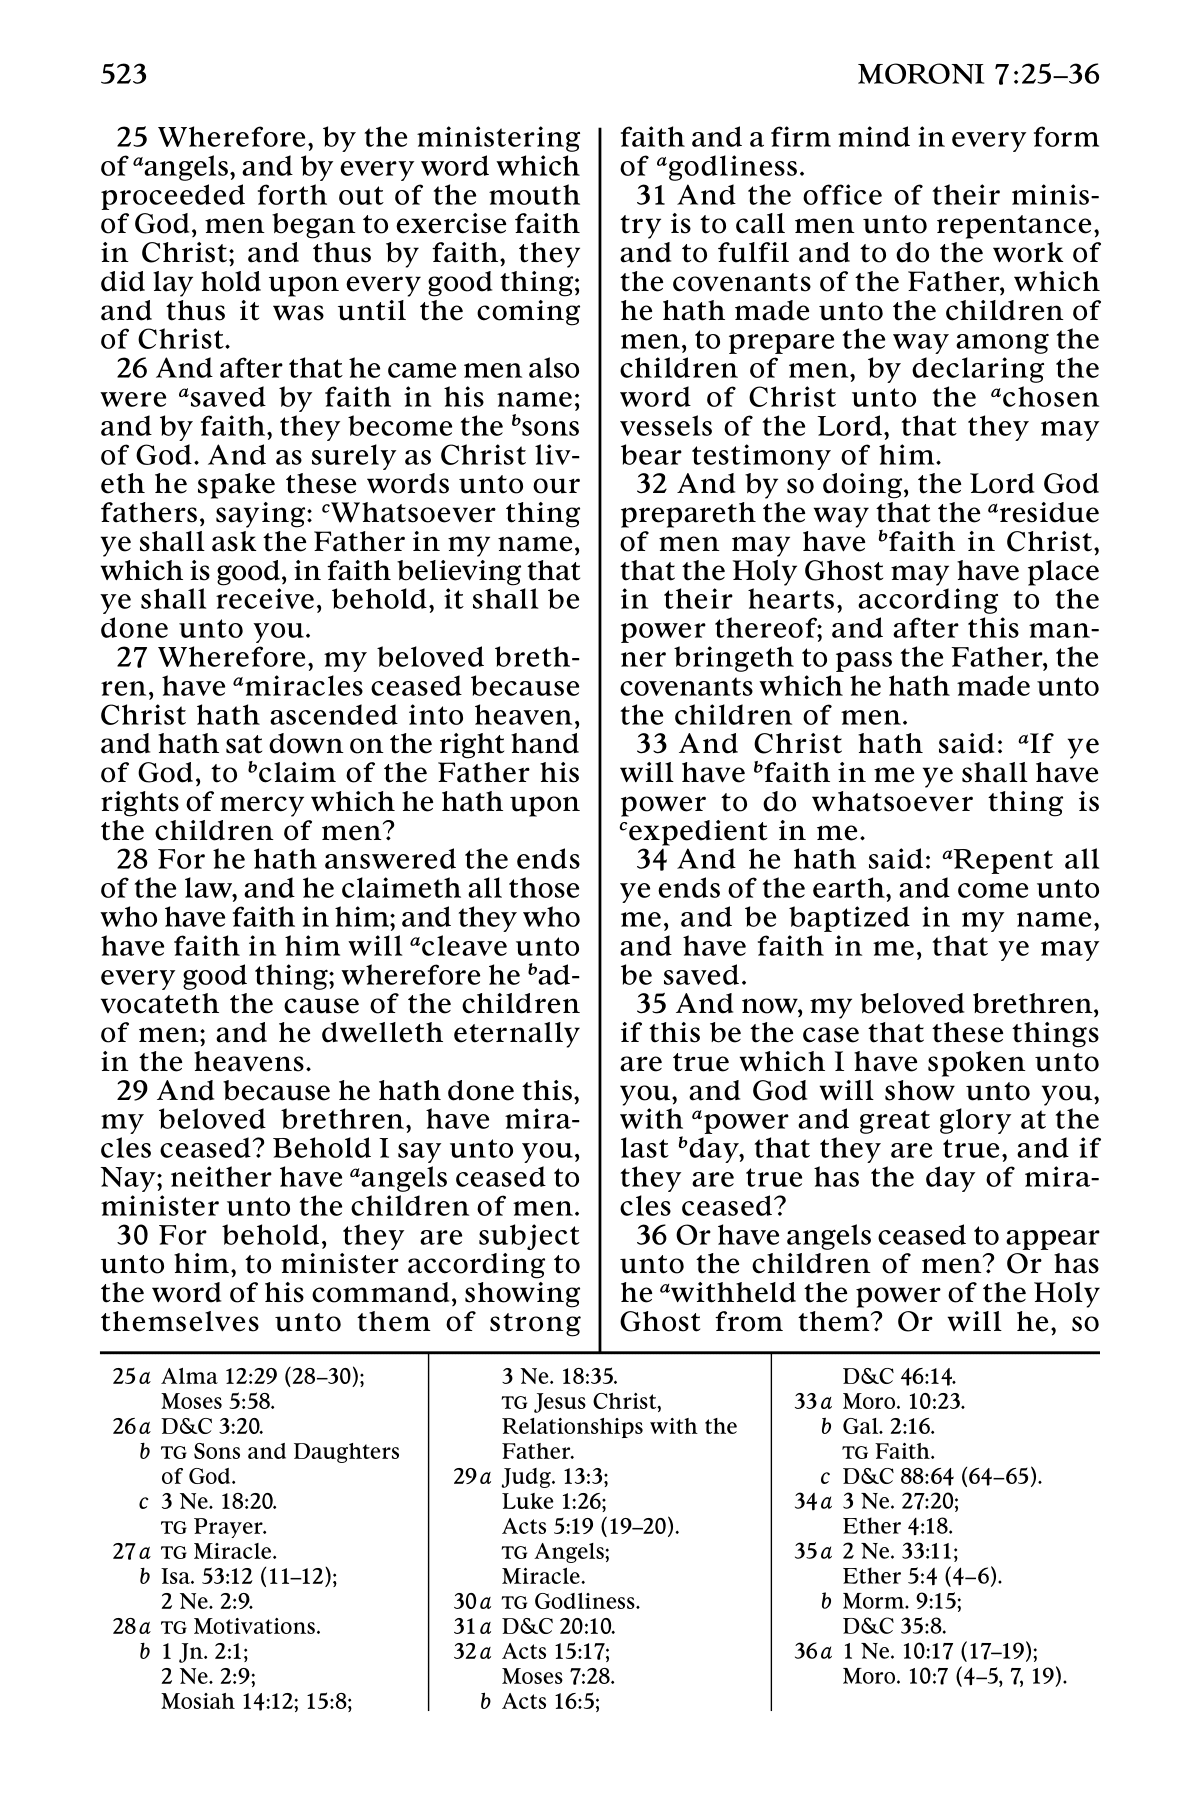 523
MORONI 7:25–36
25 Wherefore, by the ministering
of aangels, and by every word which
proceeded forth out of the mouth
of God, men began to exercise faith
in Christ; and thus by faith, they
did lay hold upon every good thing;
and thus it was until the coming
of Christ.
26 And after that he came men also
were asaved by faith in his name;
and by faith, they become the bsons
of God. And as surely as Christ liv-
eth he spake these words unto our
fathers, saying: cWhatsoever thing
ye shall ask the Father in my name,
which is good, in faith believing that
ye shall receive, behold, it shall be
done unto you.
27 Wherefore, my beloved breth-
ren, have amiracles ceased because
Christ hath ascended into heaven,
and hath sat down on the right hand
of God, to bclaim of the Father his
rights of mercy which he hath upon
the children of men?
28 For he hath answered the ends
of the law, and he claimeth all those
who have faith in him; and they who
have faith in him will acleave unto
every good thing; wherefore he bad-
vocateth the cause of the children
of men; and he dwelleth eternally
in the heavens.
29 And because he hath done this,
my beloved brethren, have mira-
cles ceased? Behold I say unto you,
Nay; neither have aangels ceased to
minister unto the children of men.
30 For behold, they are subject
unto him, to minister according to
the word of his command, showing
themselves unto them of strong
faith and a firm mind in every form
of agodliness.
31 And the office of their minis-
try is to call men unto repentance,
and to fulfil and to do the work of
the covenants of the Father, which
he hath made unto the children of
men, to prepare the way among the
children of men, by declaring the
word of Christ unto the achosen
vessels of the Lord, that they may
bear testimony of him.
32 And by so doing, the Lord God
prepareth the way that the aresidue
of men may have bfaith in Christ,
that the Holy Ghost may have place
in their hearts, according to the
power thereof; and after this man-
ner bringeth to pass the Father, the
covenants which he hath made unto
the children of men.
33 And Christ hath said: aIf ye
will have bfaith in me ye shall have
power to do whatsoever thing is
cexpedient in me.
34 And he hath said: aRepent all
ye ends of the earth, and come unto
me, and be baptized in my name,
and have faith in me, that ye may
be saved.
35 And now, my beloved brethren,
if this be the case that these things
are true which I have spoken unto
you, and God will show unto you,
with apower and great glory at the
last bday, that they are true, and if
they are true has the day of mira-
cles ceased?
36 Or have angels ceased to appear
unto the children of men? Or has
he awithheld the power of the Holy
Ghost from them? Or will he, so
25a Alma 12:29 (28–30);
Moses 5:58.
26a D&C 3:20.
b TG Sons and Daughters
of God.
c 3 Ne. 18:20.
TG Prayer.
27a TG Miracle.
b Isa. 53:12 (11–12);
2 Ne. 2:9.
28a TG Motivations.
b 1 Jn. 2:1;
2 Ne. 2:9;
Mosiah 14:12; 15:8;
3 Ne. 18:35.
TG Jesus Christ,
Relationships with the
Father.
29a Judg. 13:3;
Luke 1:26;
Acts 5:19 (19–20).
TG Angels;
Miracle.
30a TG Godliness.
31a D&C 20:10.
32a Acts 15:17;
Moses 7:28.
b Acts 16:5;
D&C 46:14.
33a Moro. 10:23.
b Gal. 2:16.
TG Faith.
c D&C 88:64 (64–65).
34a 3 Ne. 27:20;
Ether 4:18.
35a 2 Ne. 33:11;
Ether 5:4 (4–6).
b Morm. 9:15;
D&C 35:8.
36a 1 Ne. 10:17 (17–19);
Moro. 10:7 (4–5, 7, 19).